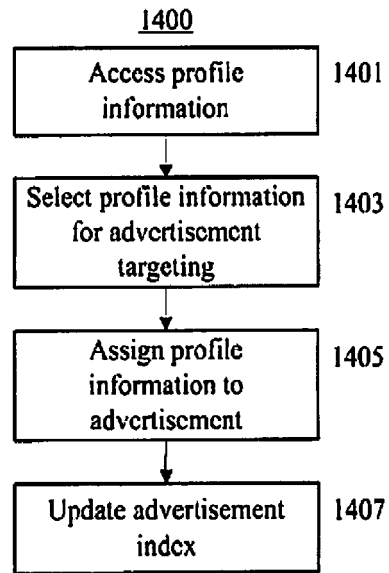 1400
Access profile
information
1401
Select profile information
for advertisement
targeting
1403
Assign profile
information to
advertisement
1405
Update advertisement
index
1407